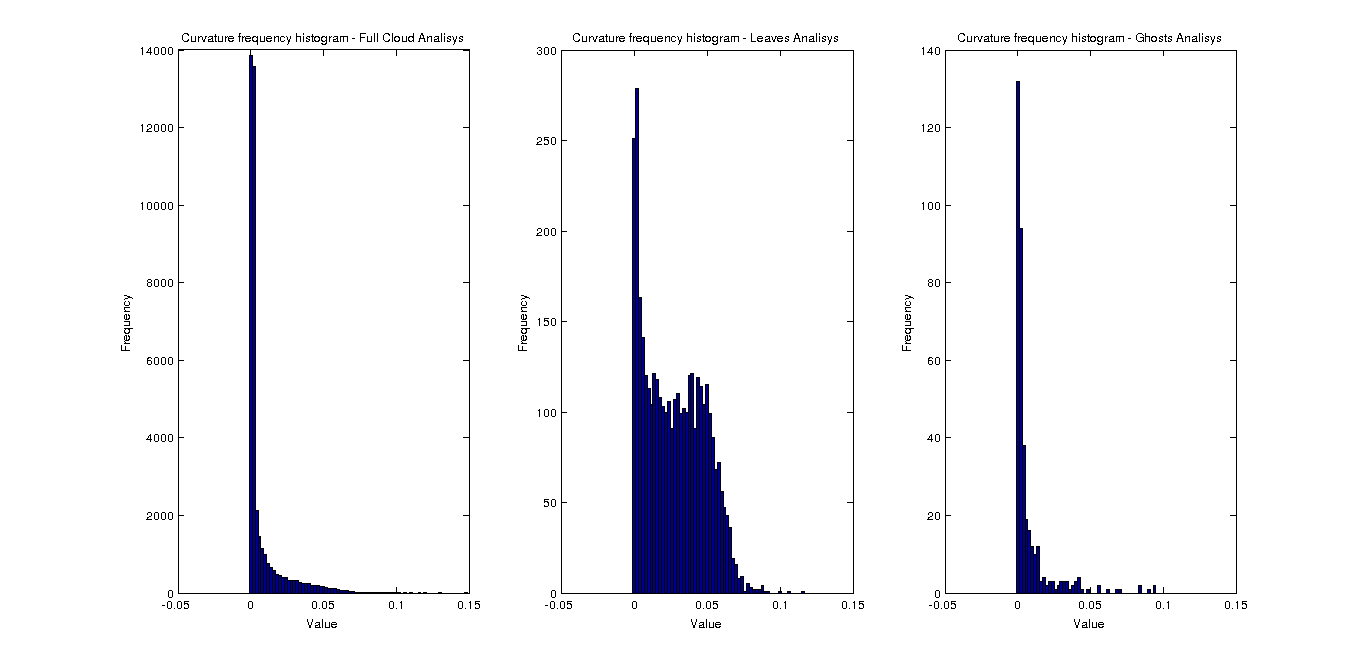 Curvature frequency histogram - Full Cloud Analisys
14000
12000
10000
8000
6000
4000
2000
0
-0.05 0 0.05 0.1 0.15
Frequency
Value
Curvature frequency histogram - Leaves Analisys
300
250
200
150
100
50
0
-0.05 0 0.05 0.1 0.15
Frequency
Value
Curvature frequency histogram - Ghosts Analisys
140
120
100
80
60
40
20
0
-0.05 0 0.05 0.1 0.15
Frequency
Value